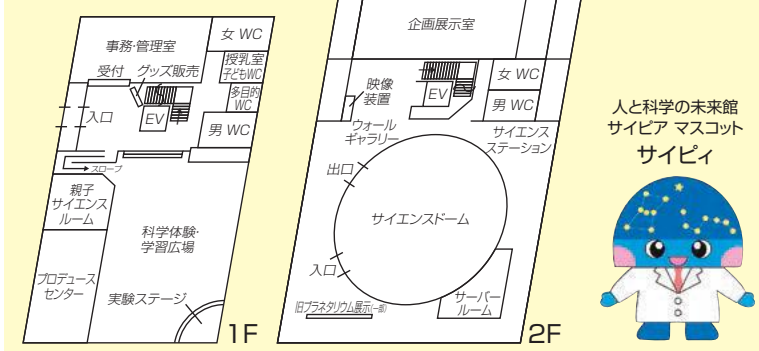 事務・管理室
女 WC
授乳室
子どもWC
受付
グッズ販売
多目的
WC
入口
EV
男 WC
スロープ
親子
サイエンス
ルーム
科学体験・
学習広場
プロデュース
センター
実験ステージ
1F
企画展示室
映像
装置
EV
女 WC
男 WC
ウォール
ギャラリー
サイエンス
ステーション
出口
サイエンスドーム
入口
旧プラネタリウム展示(一部)
サーバー
ルーム
2F
人と科学の未来館
サイピア マスコット
サイピィ